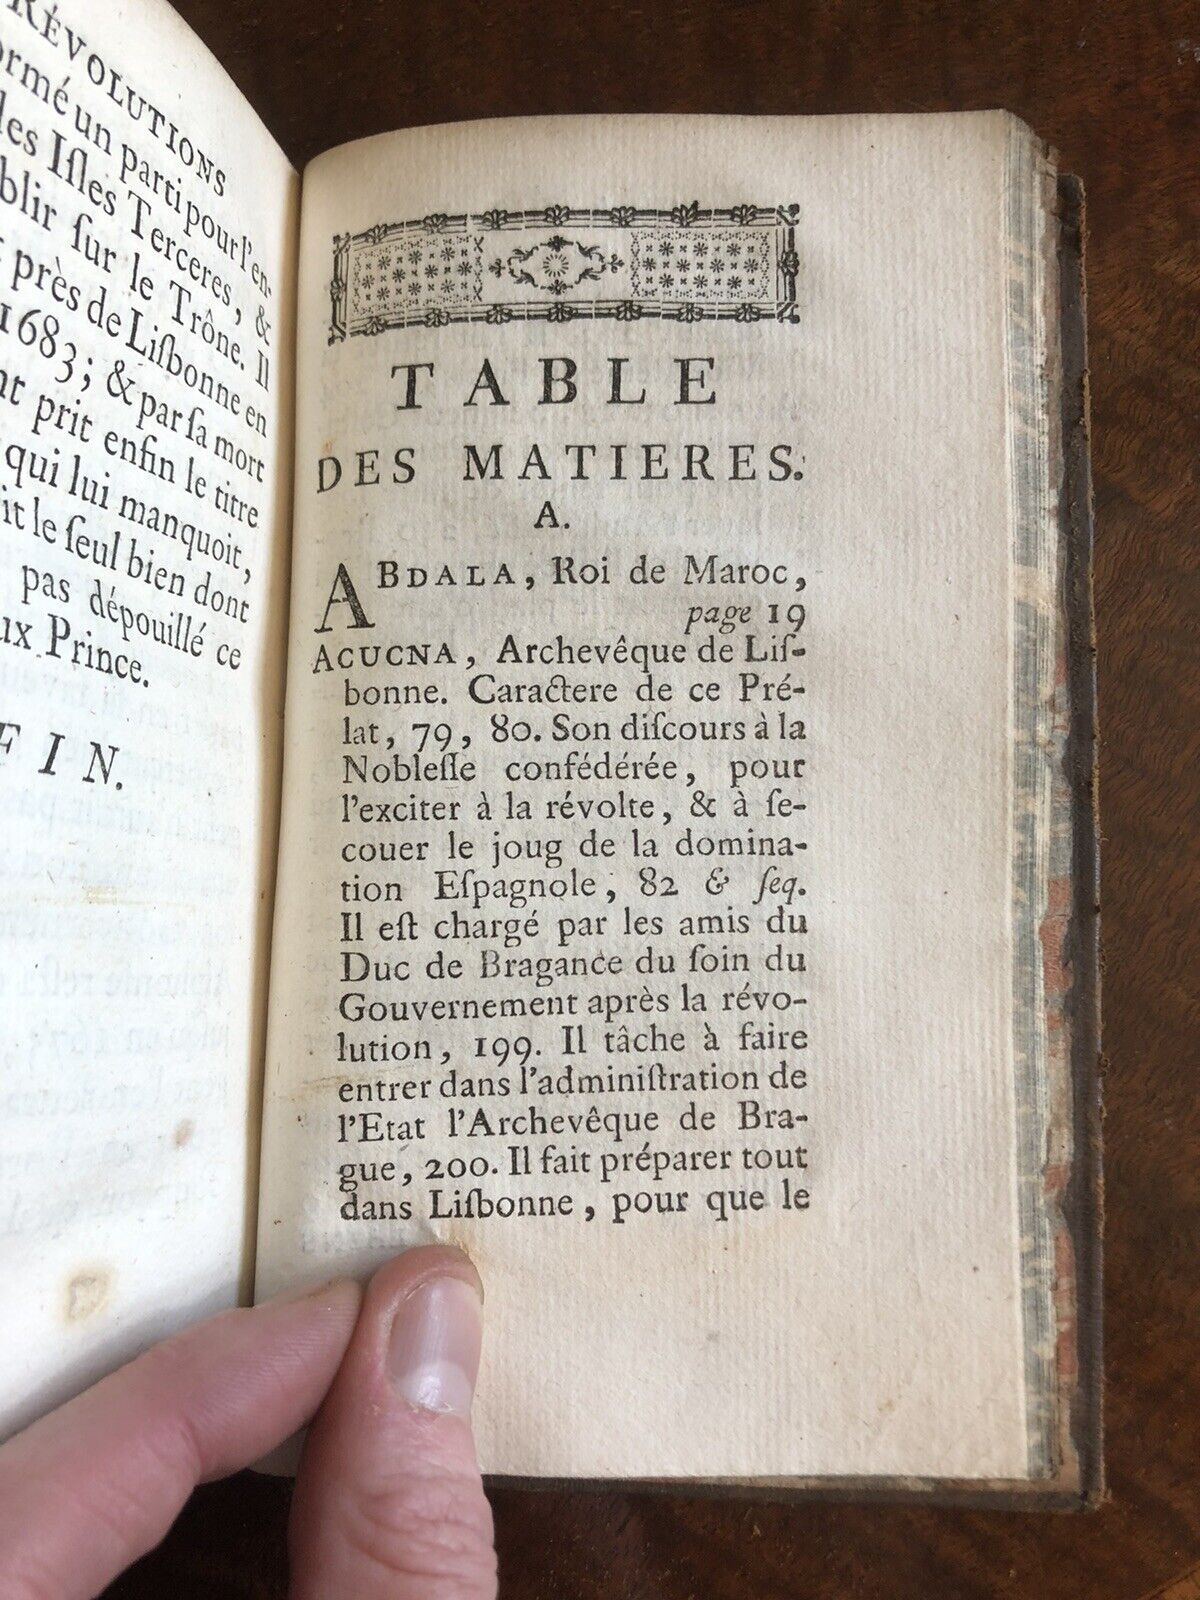 RÉVOLUTIONS
ormé un parti pour l'en-
les Iſles Terceres, &
blir ſur le Trône. Il
près de Liſbonne en
1683; & par ſa mort
nt prit enfin le titre
qui lui manquoit,
it le ſeul bien dont
pas dépouillé ce
ux Prince.
FIN.
TABLE
DES MATIERES.
A.
ABDALA, Roi de Maroc,
page 19
ACUCNA, Archevêque de Liſ-
bonne. Caractere de ce Pré-
lat, 79, 80. Son diſcours à la
Nobleſſe confédérée, pour
l'exciter à la révolte, & à ſe-
couer le joug de la domina-
tion Eſpagnole, 82 & ſeq.
Il eſt chargé par les amis du
Duc de Bragance du ſoin du
Gouvernement après la révo-
lution, 199. Il tâche à faire
entrer dans l'adminiſtration de
l'Etat l'Archevêque de Bra-
gue, 200. Il fait préparer tout
dans Liſbonne, pour que le